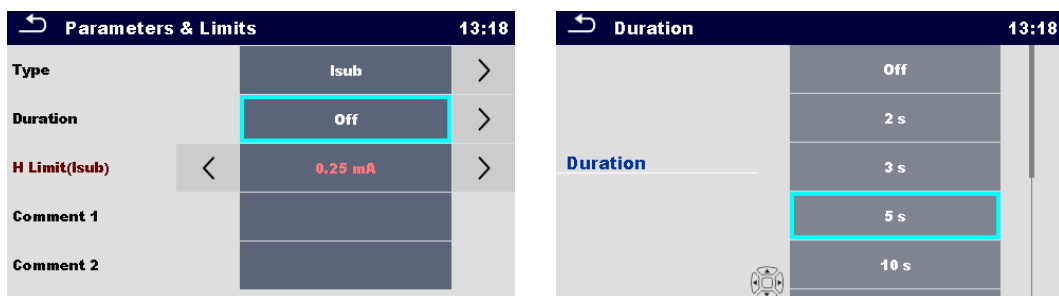 Parameters & Limits 13:18
Type Isub
Duration Off
H Limit(Isub) 0.25 mA
Comment 1
Comment 2
Duration 13:18
Off
2 s
Duration 3 s
5 s
10 s